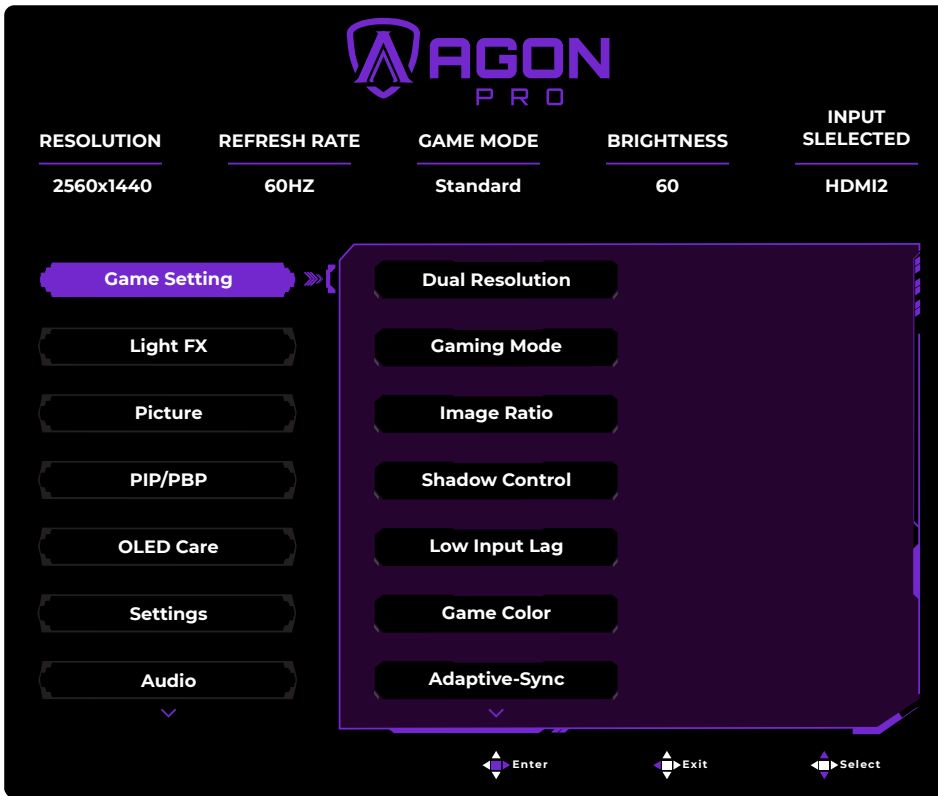 AGON
PRO
RESOLUTION
REFRESH RATE
GAME MODE
BRIGHTNESS
INPUT
SLELECTED
2560x1440
60HZ
Standard
60
HDMI2
Game Setting
Light FX
Picture
PIP/PBP
OLED Care
Settings
Audio
Dual Resolution
Gaming Mode
Image Ratio
Shadow Control
Low Input Lag
Game Color
Adaptive-Sync
Enter
Exit
Select